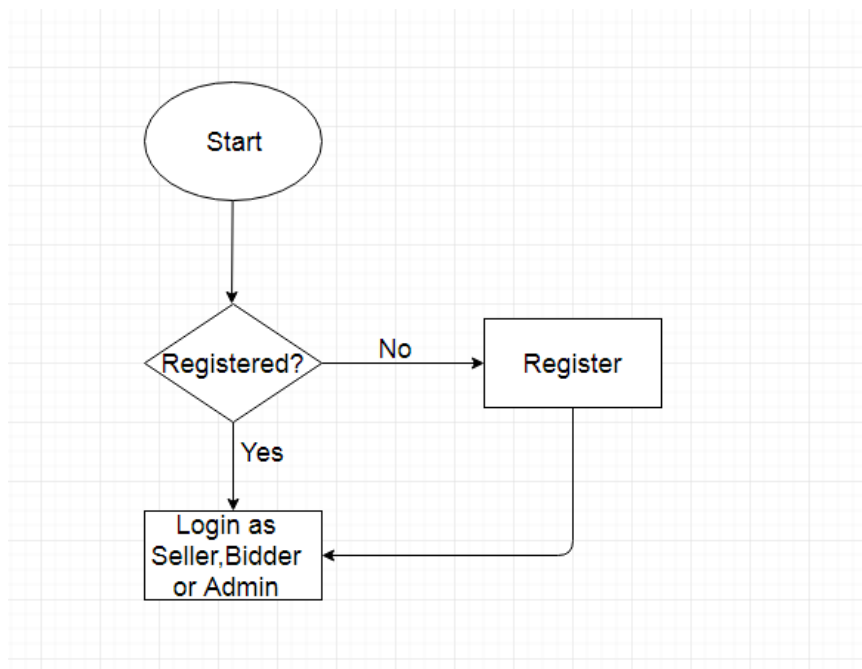 Start
Registered?
No
Register
Yes
Login as
Seller,Bidder
or Admin